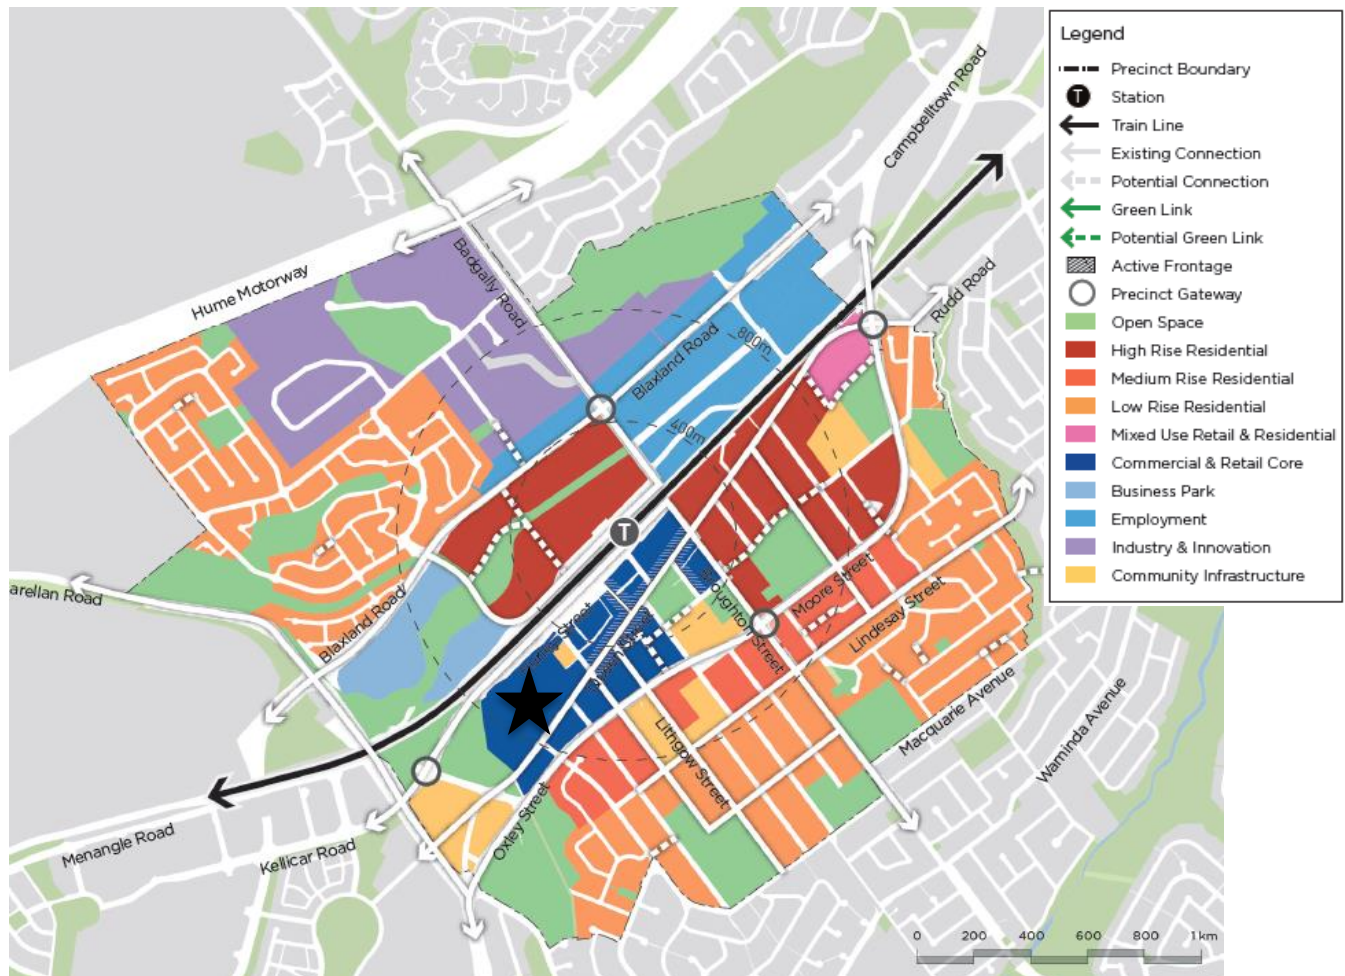 Legend
Precinct Boundary
T
Station
Train Line
Existing Connection
Potential Connection
Green Link
Potential Green Link
Active Frontage
Precinct Gateway
Open Space
High Rise Residential
Medium Rise Residential
Low Rise Residential
Mixed Use Retail & Residential
Commercial & Retail Core
Business Park
Employment
Industry & Innovation
Community Infrastructure
Campbelltown Road
Hume Motorway
Badgally Road
Rudd Road
Blaxland Road
800m
400m
T
arellan Road
Blaxland Road
Street
Street
oughton Street
Moore Street
Lindesay Street
Lithgow Street
Macquarie Avenue
Waminda Avenue
Oxley Street
Menangle Road
Kellicar Road
0 200 400 600 800 1km